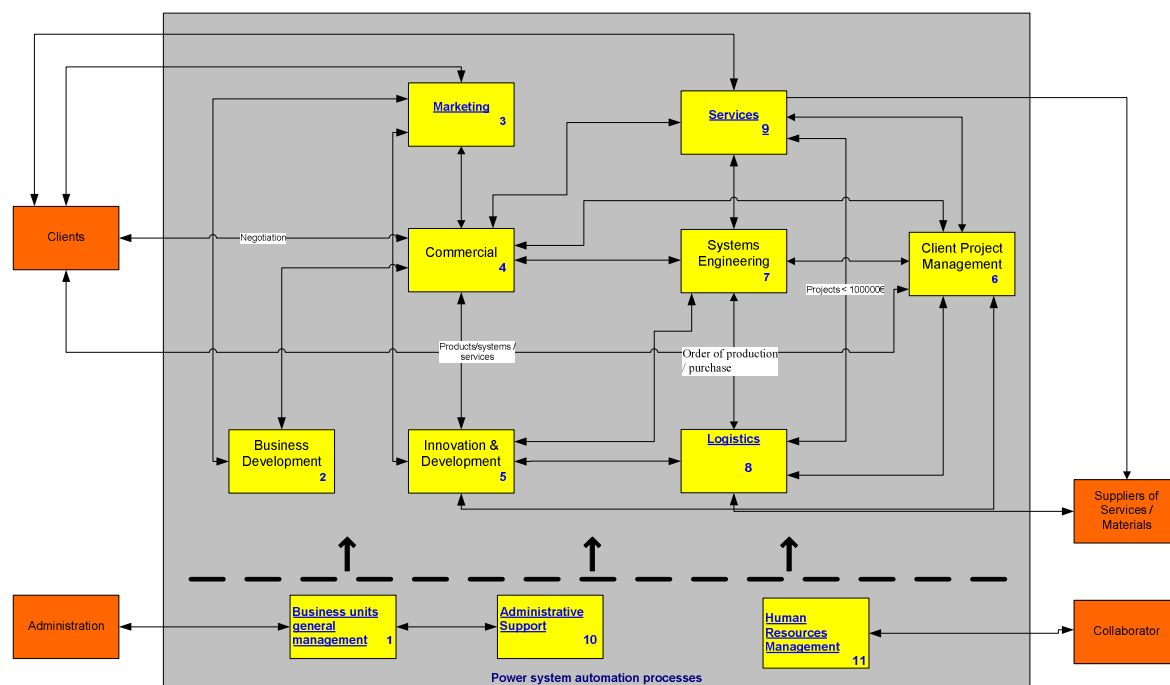 Marketing
3
Services
9
Clients
Negotiation
Commercial
4
Systems
Engineering
7
Client Project
Management
6
Projects < 100000€
Products/systems /
services
Order of production
/ purchase
Business
Development
2
Innovation &
Development
5
Logistics
8
Suppliers of
Services /
Materials
Administration
Business units
general
management
1
Administrative
Support
10
Human
Resources
Management
11
Collaborator
Power system automation processes